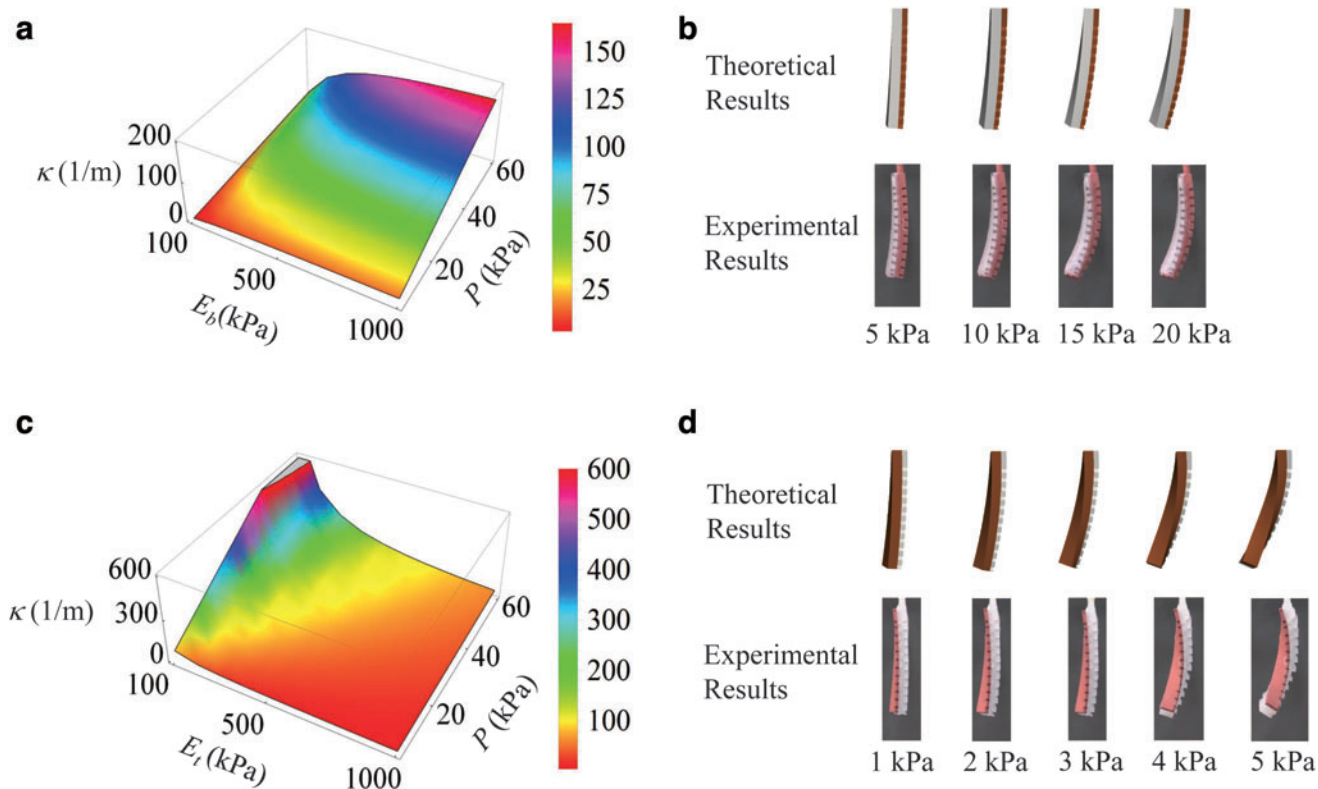 a
200
100
0
κ (1/m)
100
500
1000
E_b(kPa)
20
40
60
P (kPa)
150
125
100
75
50
25
b
Theoretical
Results
Experimental
Results
5 kPa 10 kPa 15 kPa 20 kPa
c
600
300
0
κ (1/m)
100
500
1000
E_t (kPa)
20
40
60
P (kPa)
600
500
400
300
200
100
d
Theoretical
Results
Experimental
Results
1 kPa 2 kPa 3 kPa 4 kPa 5 kPa